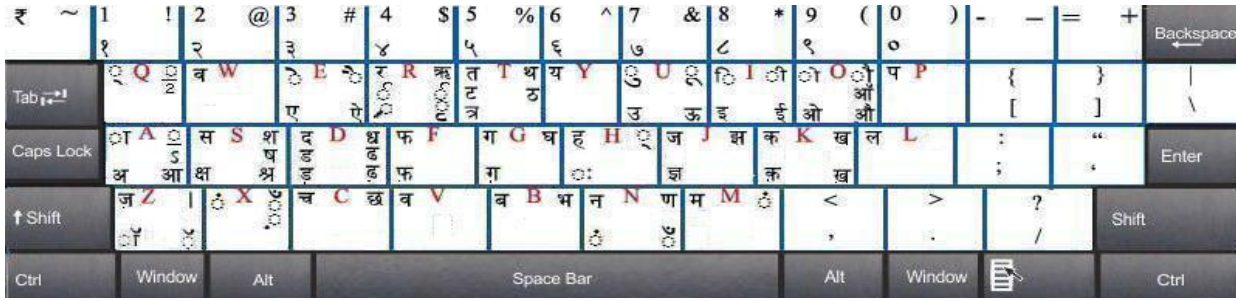 ₹ ~ 1 ! 2 @ 3 # 4 $ 5 % 6 ^ 7 & 8 * 9 ( 0 ) - — = + Backspace
१ २ ३ ४ ५ ६ ७ ८ ९ ०
Tab ् Q व W े E ै र R ऋ त T थ य Y ु U ू ि I ी ो O ौ प P { } |
ट ठ ऑ
ए ऐ त्र उ ऊ इ ई ओ औ [ ] \
Caps Lock ा A स S श द D ध फ F ग G घ ह H ् ज J झ क K ख ल L : “ Enter
ऽ ष ड ढ
अ आ क्ष श्र ड़ ढ़ फ़ ग़ ः ज्ञ क़ ख़ ; ‘
Shift ज़ Z । ं X ँ च C छ व V ब B भ न N ण म M ं < > ? Shift
ॉ ॅ ं ँ , . /
Ctrl Window Alt Space Bar Alt Window Ctrl